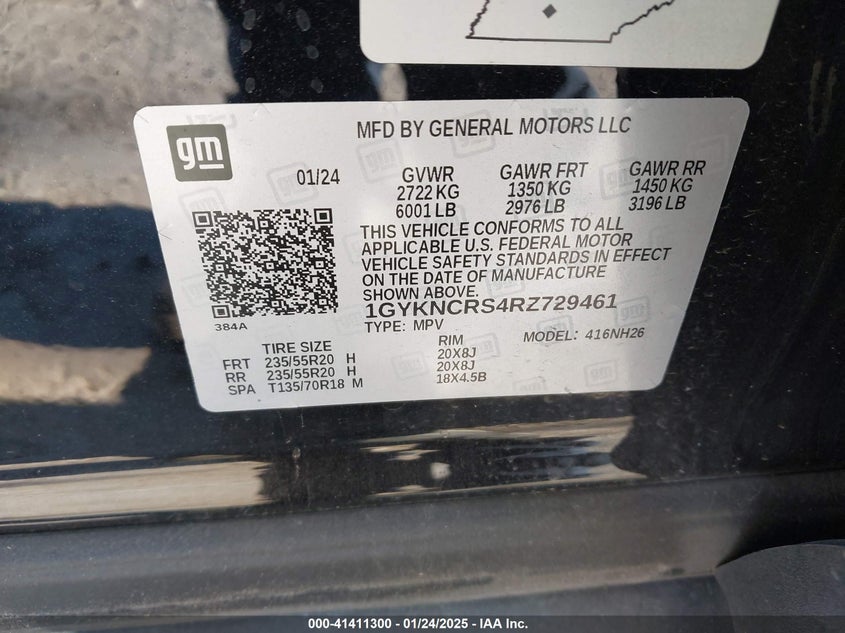 gm
MFD BY GENERAL MOTORS LLC
01/24
GVWR GAWR FRT GAWR RR
2722 KG 1350 KG 1450 KG
6001 LB 2976 LB 3196 LB
THIS VEHICLE CONFORMS TO ALL
APPLICABLE U.S. FEDERAL MOTOR
VEHICLE SAFETY STANDARDS IN EFFECT
ON THE DATE OF MANUFACTURE
SHOWN ABOVE.
384A
1GYKNCRS4RZ729461
TYPE: MPV MODEL: 416NH26
TIRE SIZE RIM
FRT 235/55R20 H 20X8J
RR 235/55R20 H 20X8J
SPA T135/70R18 M 18X4.5B
000-41411300 - 01/24/2025 - IAA Inc.